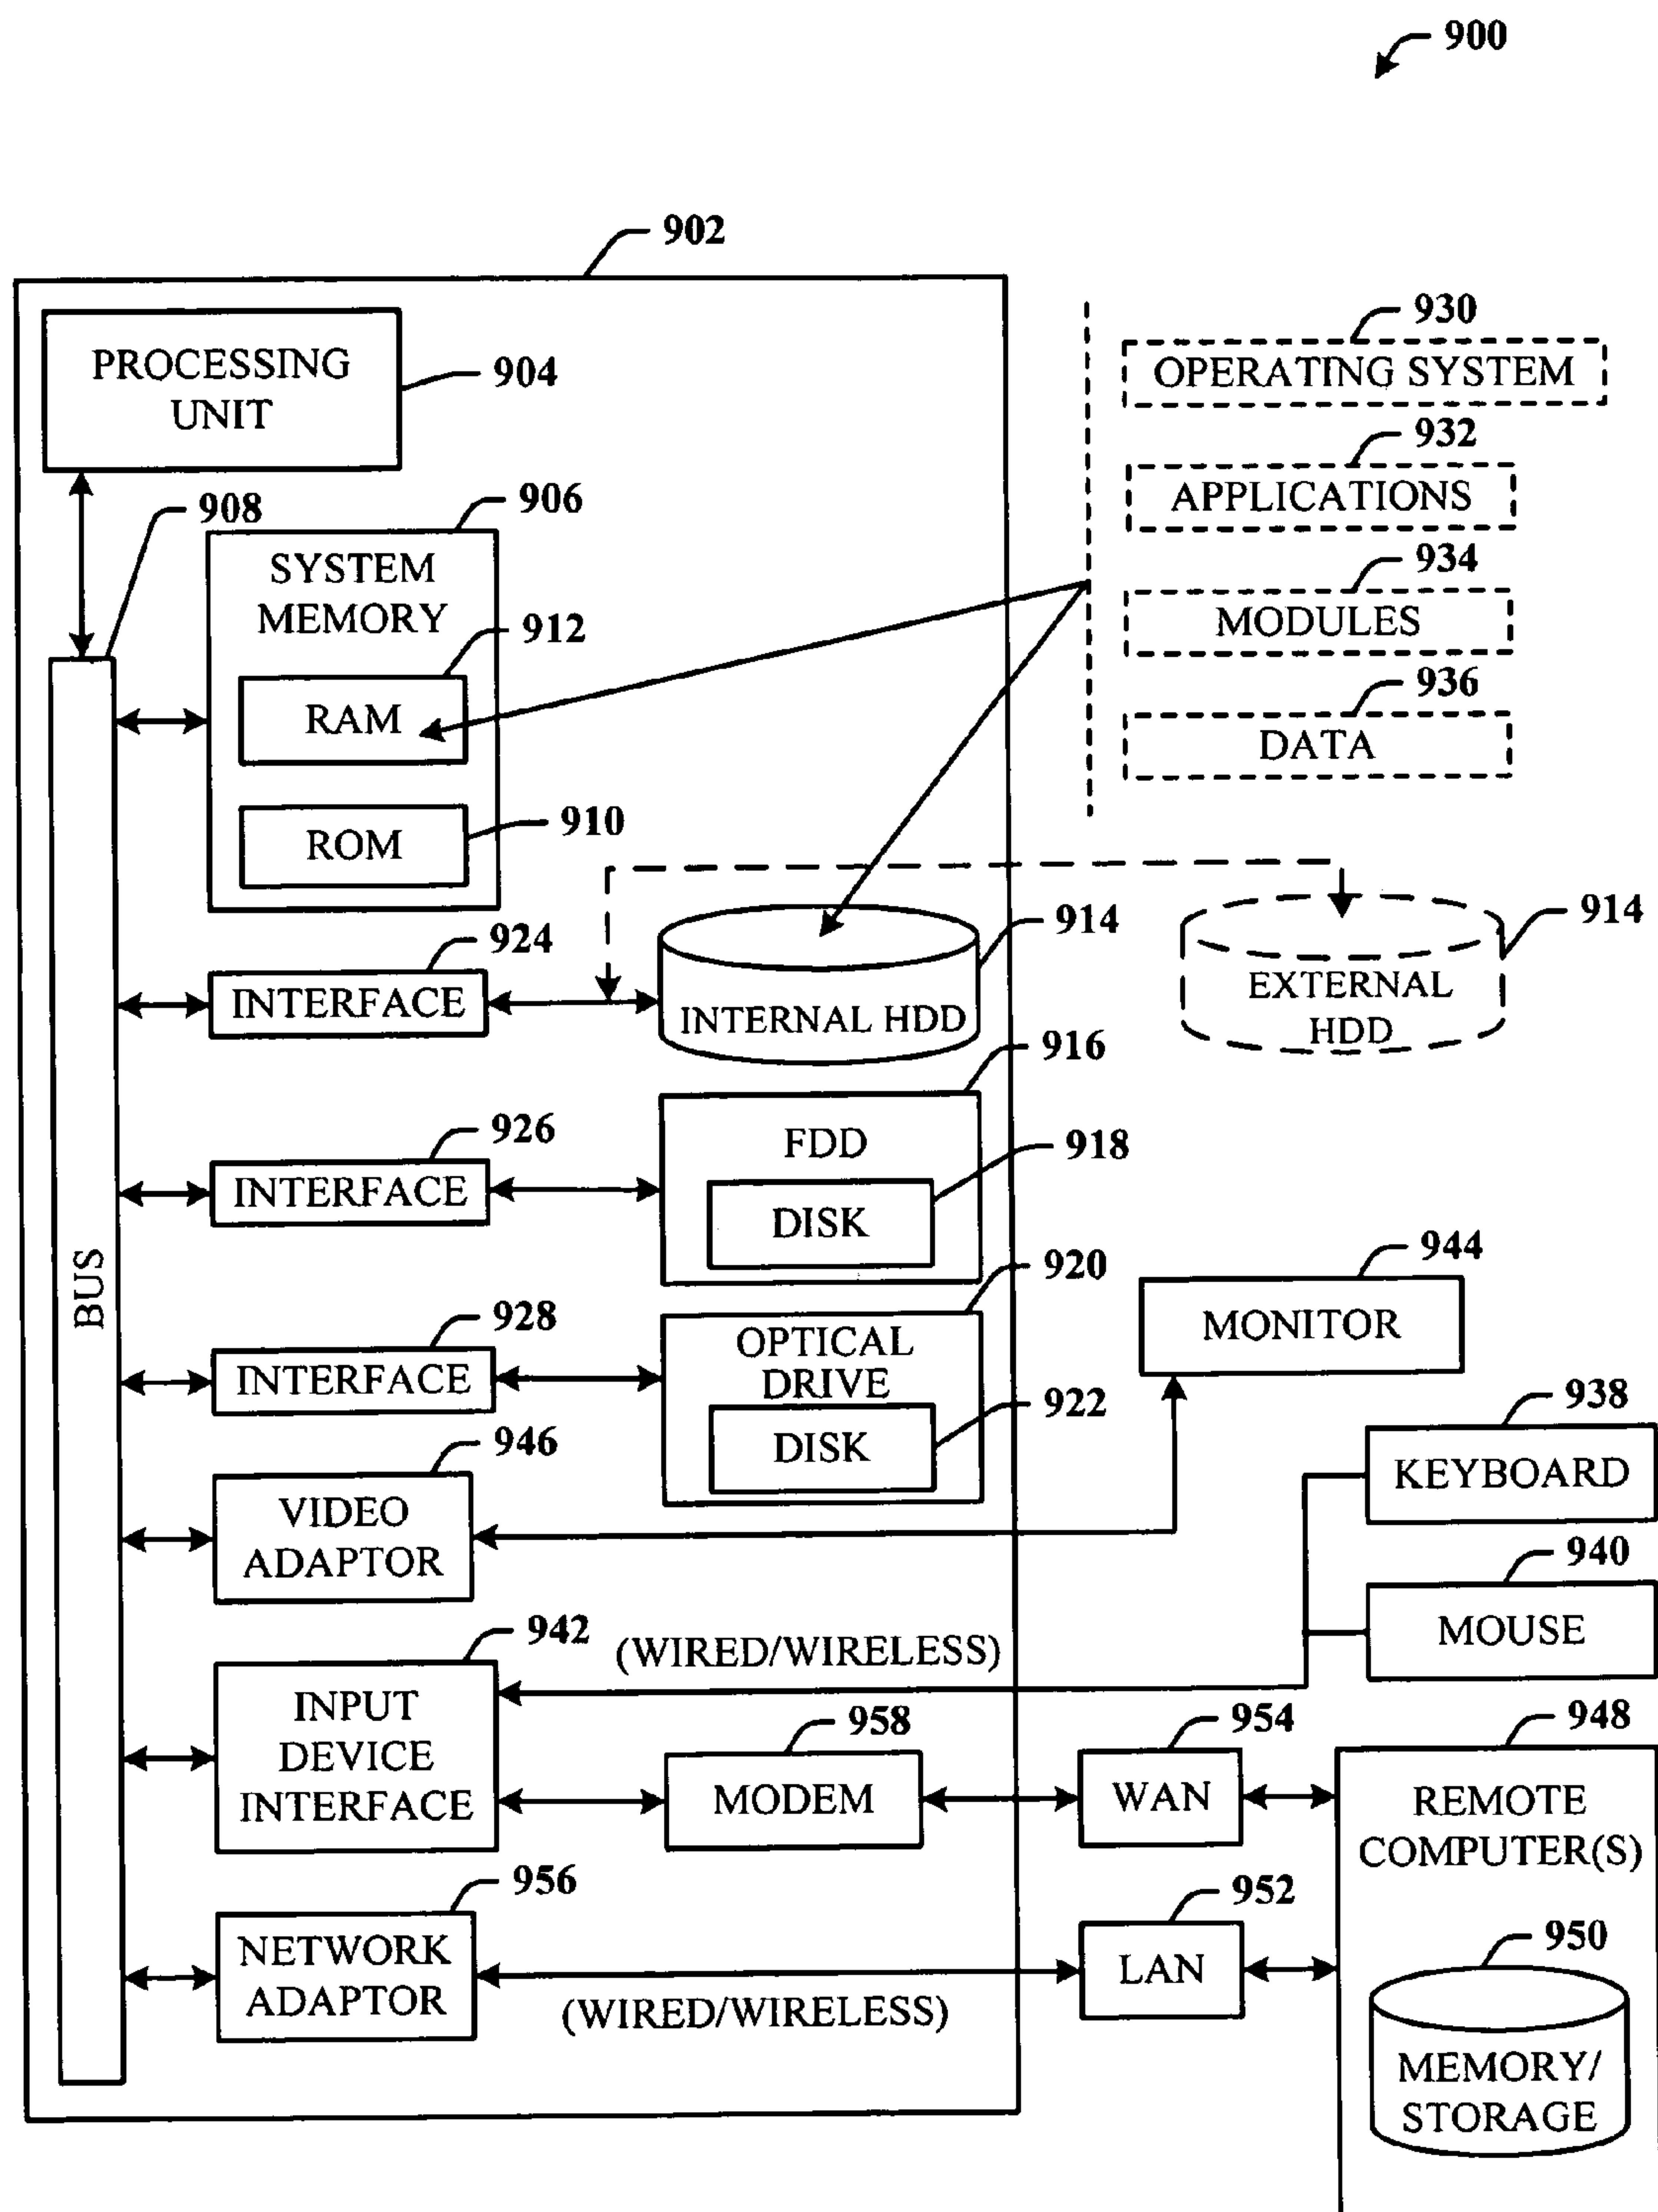 900
902
PROCESSING
UNIT
904
930
OPERATING SYSTEM
932
APPLICATIONS
934
MODULES
936
DATA
908
906
SYSTEM
MEMORY
912
RAM
ROM
910
924
INTERFACE
914
INTERNAL HDD
914
EXTERNAL
HDD
926
INTERFACE
916
FDD
918
DISK
BUS
928
INTERFACE
920
OPTICAL
DRIVE
922
DISK
944
MONITOR
946
VIDEO
ADAPTOR
938
KEYBOARD
940
MOUSE
942
INPUT
DEVICE
INTERFACE
(WIRED/WIRELESS)
958
MODEM
954
WAN
948
REMOTE
COMPUTER(S)
956
NETWORK
ADAPTOR
(WIRED/WIRELESS)
952
LAN
950
MEMORY/
STORAGE